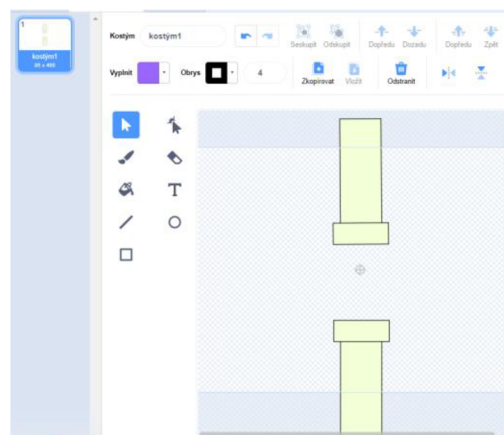 1
kostým1
Kostým kostým1
Seskupit Odskupit Dopředu Dozadu Dopředu Zpět
Vyplnit Obrys 4
Zkopírovat Vložit Odstranit
T